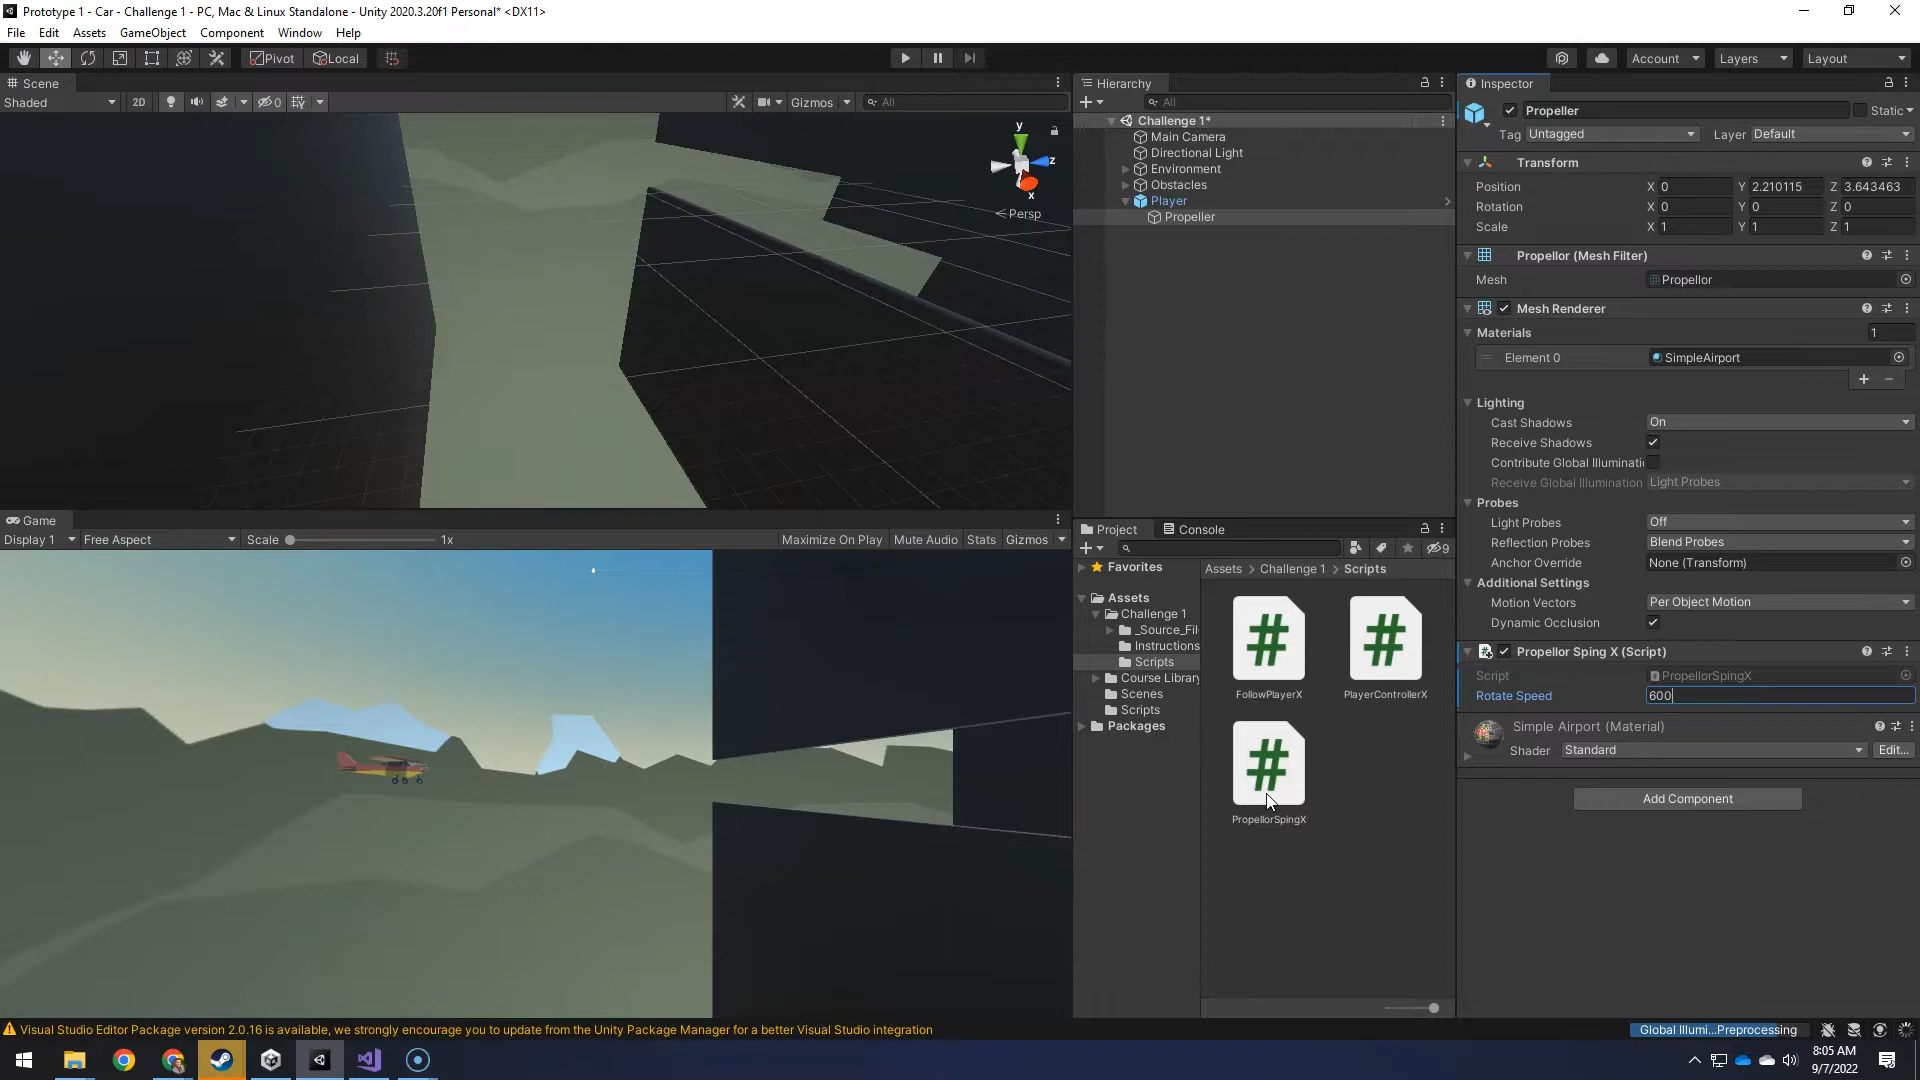 Prototype 1 - Car - Challenge 1 - PC, Mac & Linux Standalone - Unity 2020.3.20f1 Personal* <DX11>
File Edit Assets GameObject Component Window Help
Pivot Local Account Layers Layout
Scene
Shaded 2D 0 Gizmos All
y
z
x
Persp
Game
Display 1 Free Aspect Scale 1x Maximize On Play Mute Audio Stats Gizmos
Hierarchy
All
Challenge 1*
Main Camera
Directional Light
Environment
Obstacles
Player
Propeller
Project Console
9
Favorites
Assets
Challenge 1
_Source_Fil
Instructions
Scripts
Course Library
Scenes
Scripts
Packages
Assets > Challenge 1 > Scripts
FollowPlayerX PlayerControllerX
PropellorSpingX
Inspector
Propeller Static
Tag Untagged Layer Default
Transform
Position X 0 Y 2.210115 Z 3.643463
Rotation X 0 Y 0 Z 0
Scale X 1 Y 1 Z 1
Propellor (Mesh Filter)
Mesh Propellor
Mesh Renderer
Materials 1
Element 0 SimpleAirport
Lighting
Cast Shadows On
Receive Shadows
Contribute Global Illuminati
Receive Global Illumination Light Probes
Probes
Light Probes Off
Reflection Probes Blend Probes
Anchor Override None (Transform)
Additional Settings
Motion Vectors Per Object Motion
Dynamic Occlusion
Propellor Sping X (Script)
Script PropellorSpingX
Rotate Speed 600
Simple Airport (Material)
Shader Standard Edit...
Add Component
Visual Studio Editor Package version 2.0.16 is available, we strongly encourage you to update from the Unity Package Manager for a better Visual Studio integration
Global Illumi...Preprocessing
8:05 AM
9/7/2022